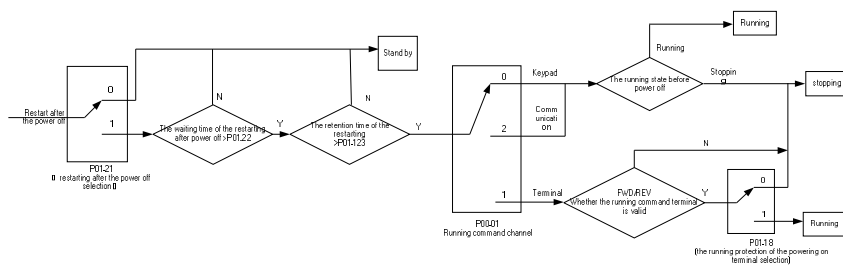 Restart after
the power off
0
1
P01-21
restarting after the power off
selection
N
The waiting time of the restarting
after power off >P01.22
Y
N
The retention time of the
restarting
>P01-123
Y
Stand by
0
2
1
P00-01
Running command channel
Keypad
Comm
unicati
on
Terminal
The running state before
power off
Running
Running
Stoppin
g
stopping
N
FWD/REV
Whether the running command terminal
is valid
Y
0
1
P01-18
(the running protection of the powering on
terminal selection)
Running